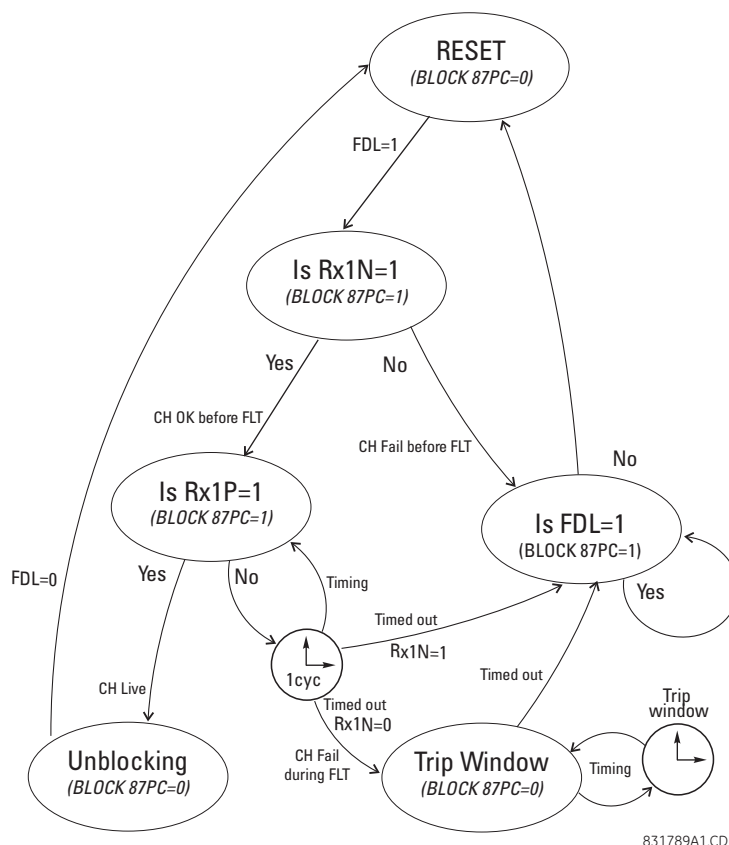 RESET
(BLOCK 87PC=0)
FDL=1
Is Rx1N=1
(BLOCK 87PC=1)
Yes
No
CH OK before FLT
CH Fail before FLT
Is Rx1P=1
(BLOCK 87PC=1)
No
Is FDL=1
(BLOCK 87PC=1)
FDL=0
Yes
No
Timing
Yes
Timed out
Rx1N=1
1cyc
Timed out
Rx1N=0
Timed out
CH Live
CH Fail
during FLT
Trip
window
Unblocking
(BLOCK 87PC=0)
Trip Window
(BLOCK 87PC=0)
Timing
831789A1.CD